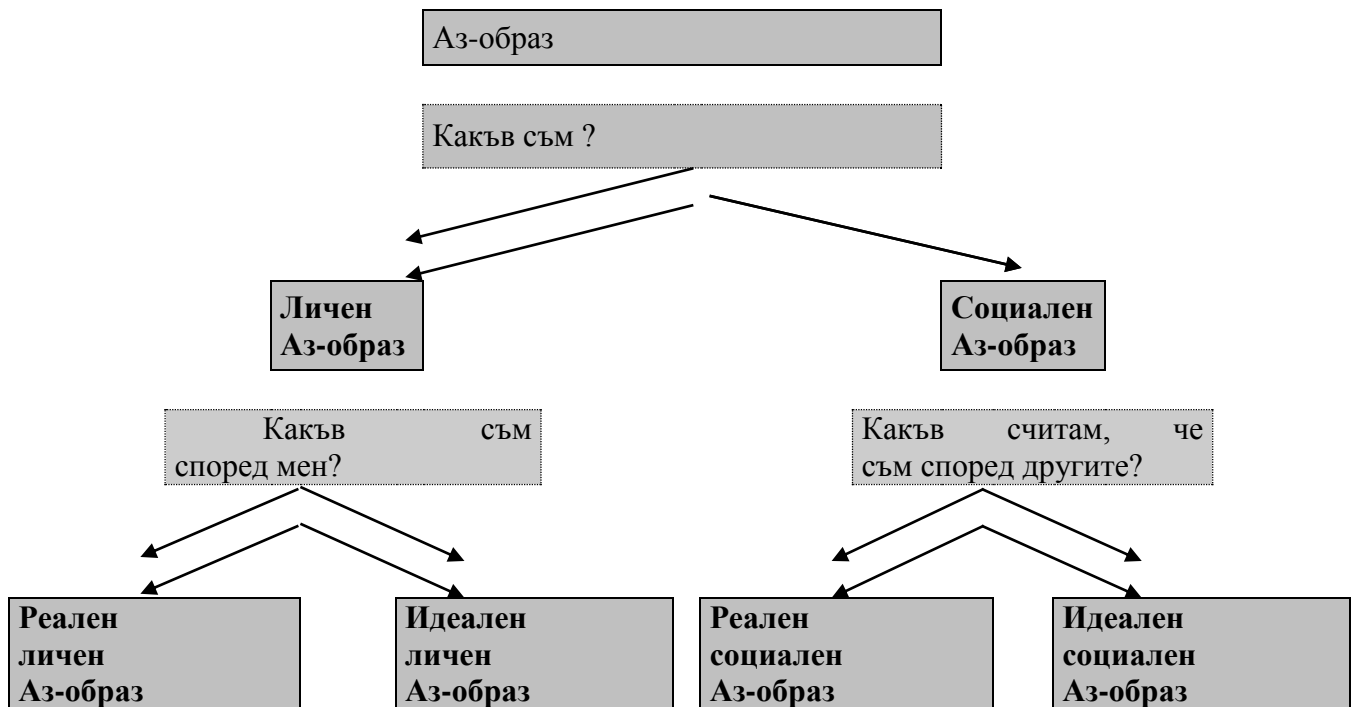 Аз-образ
Какъв съм ?
Личен
Аз-образ
Социален
Аз-образ
Какъв съм
според мен?
Какъв считам, че
съм според другите?
Реален
личен
Аз-образ
Идеален
личен
Аз-образ
Реален
социален
Аз-образ
Идеален
социален
Аз-образ